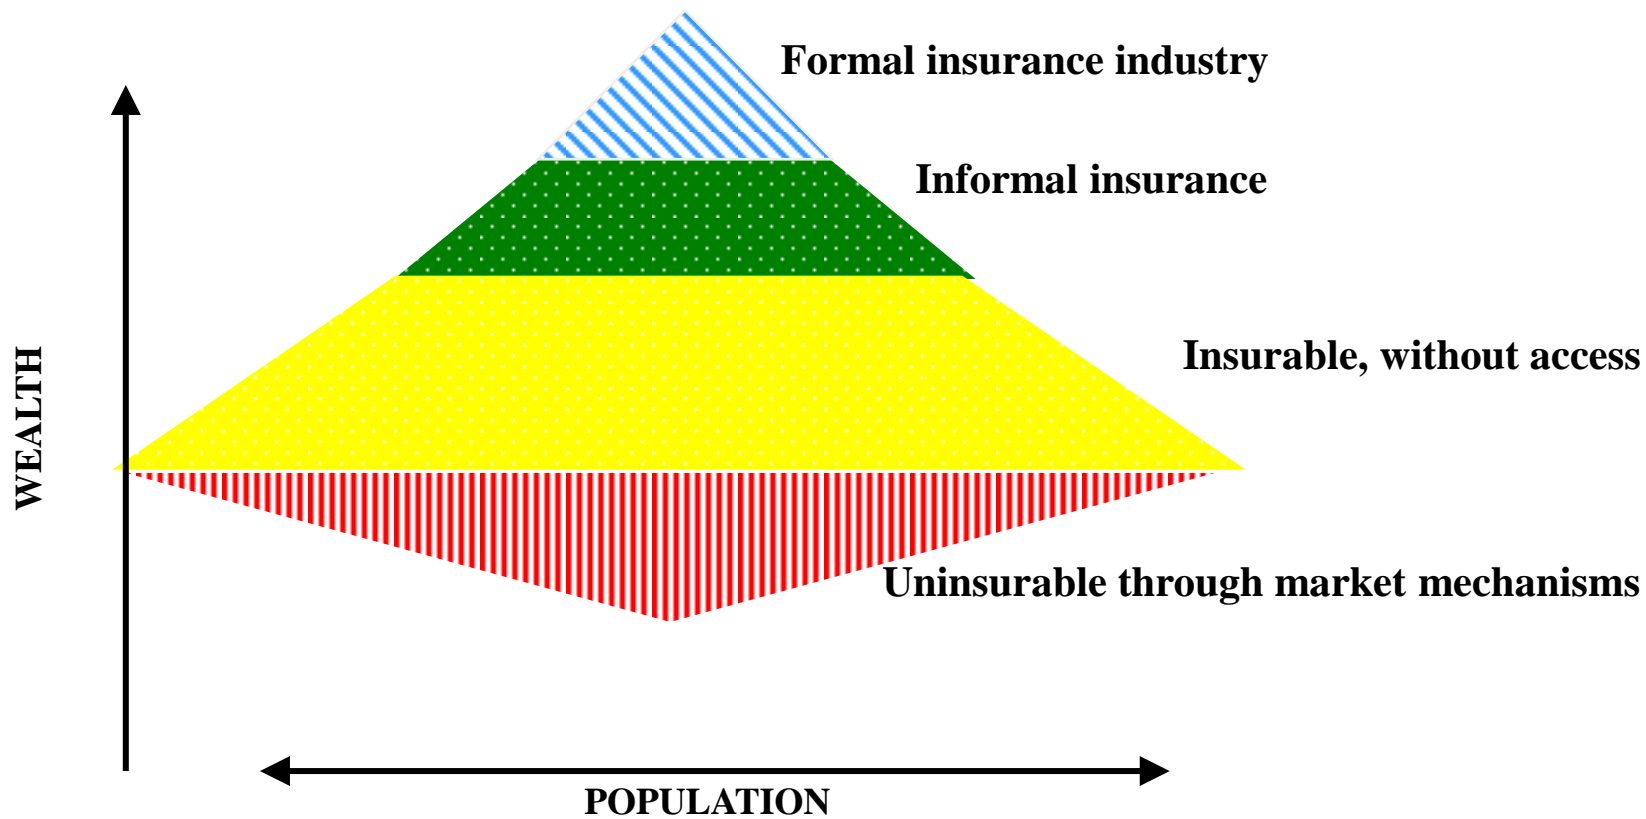 Formal insurance industry
Informal insurance
Insurable, without access
WEALTH
Uninsurable through market mechanisms
POPULATION